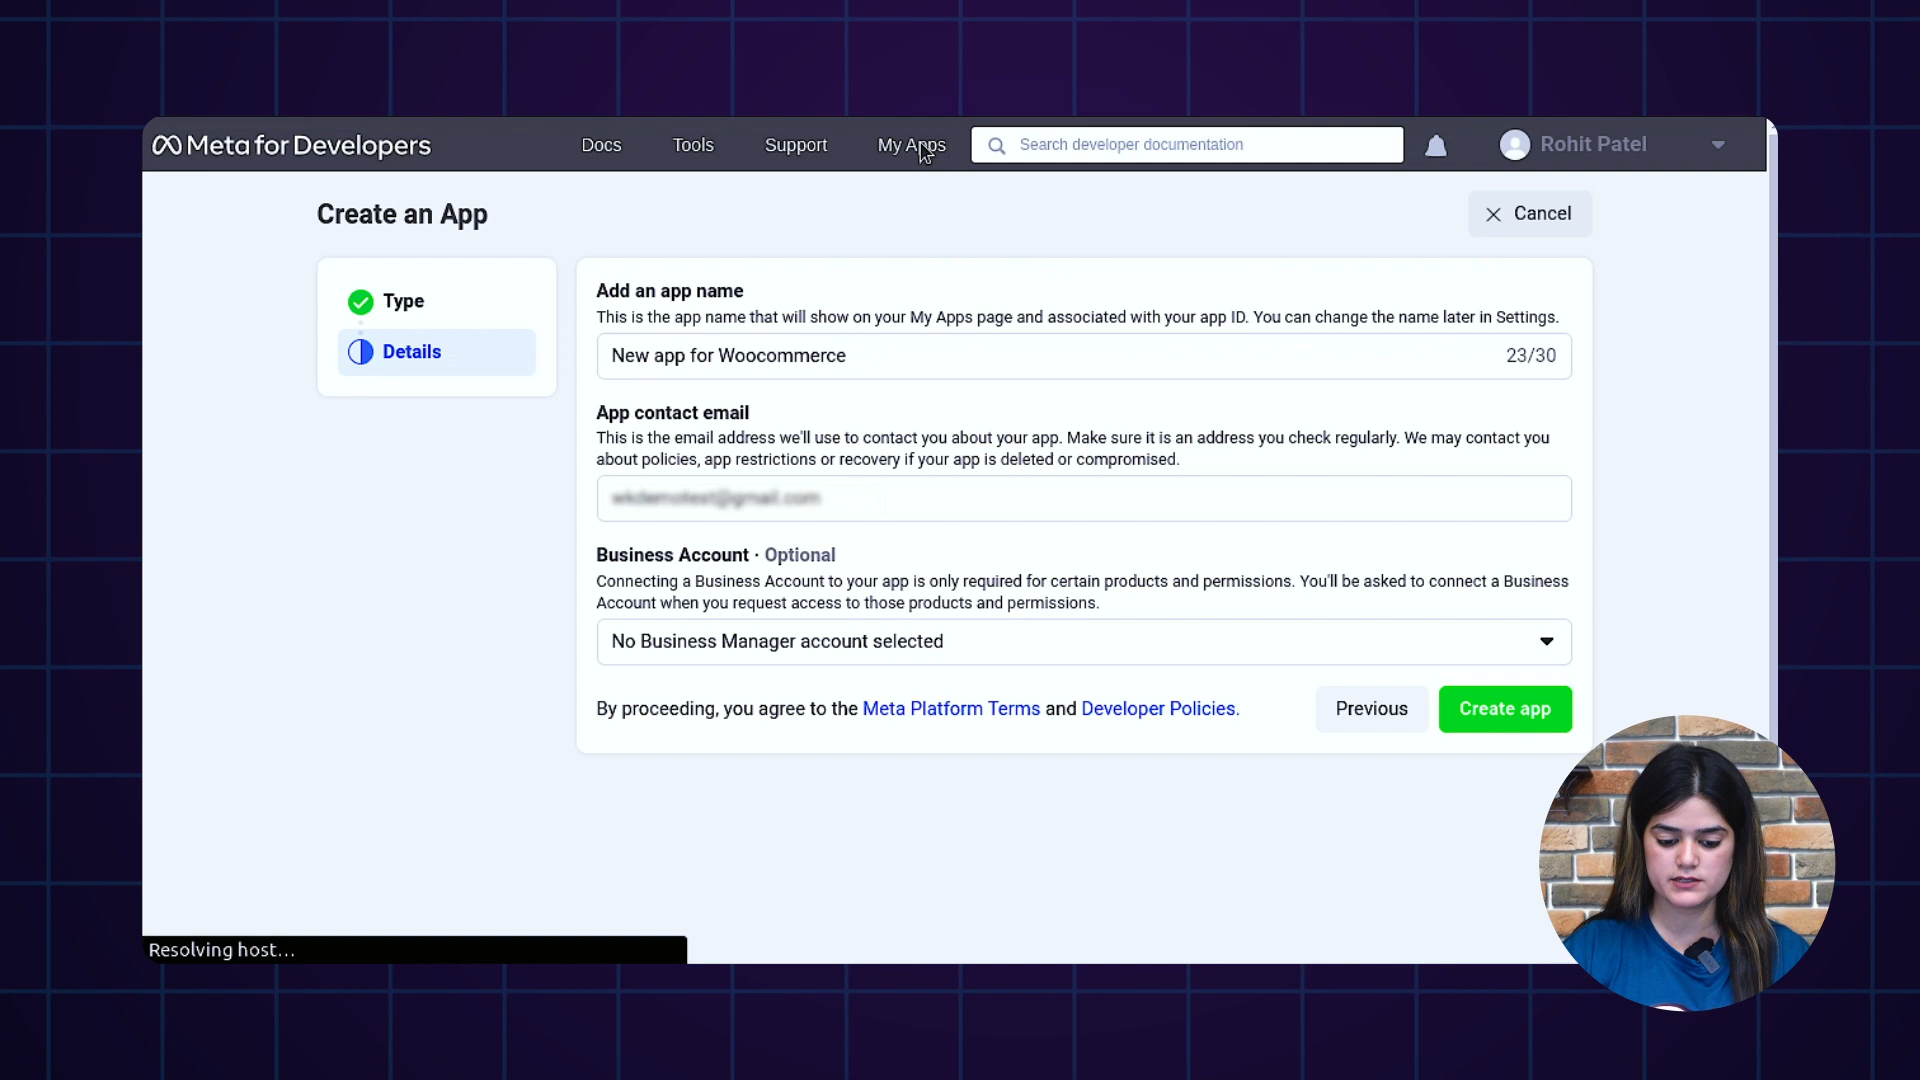 Meta for Developers
Docs
Tools
Support
My Apps
Search developer documentation
Rohit Patel
Create an App
Cancel
Type
Details
Add an app name
This is the app name that will show on your My Apps page and associated with your app ID. You can change the name later in Settings.
New app for Woocommerce
23/30
App contact email
This is the email address we'll use to contact you about your app. Make sure it is an address you check regularly. We may contact you
about policies, app restrictions or recovery if your app is deleted or compromised.
Business Account · Optional
Connecting a Business Account to your app is only required for certain products and permissions. You'll be asked to connect a Business
Account when you request access to those products and permissions.
No Business Manager account selected
By proceeding, you agree to the Meta Platform Terms and Developer Policies.
Previous
Create app
Resolving host...